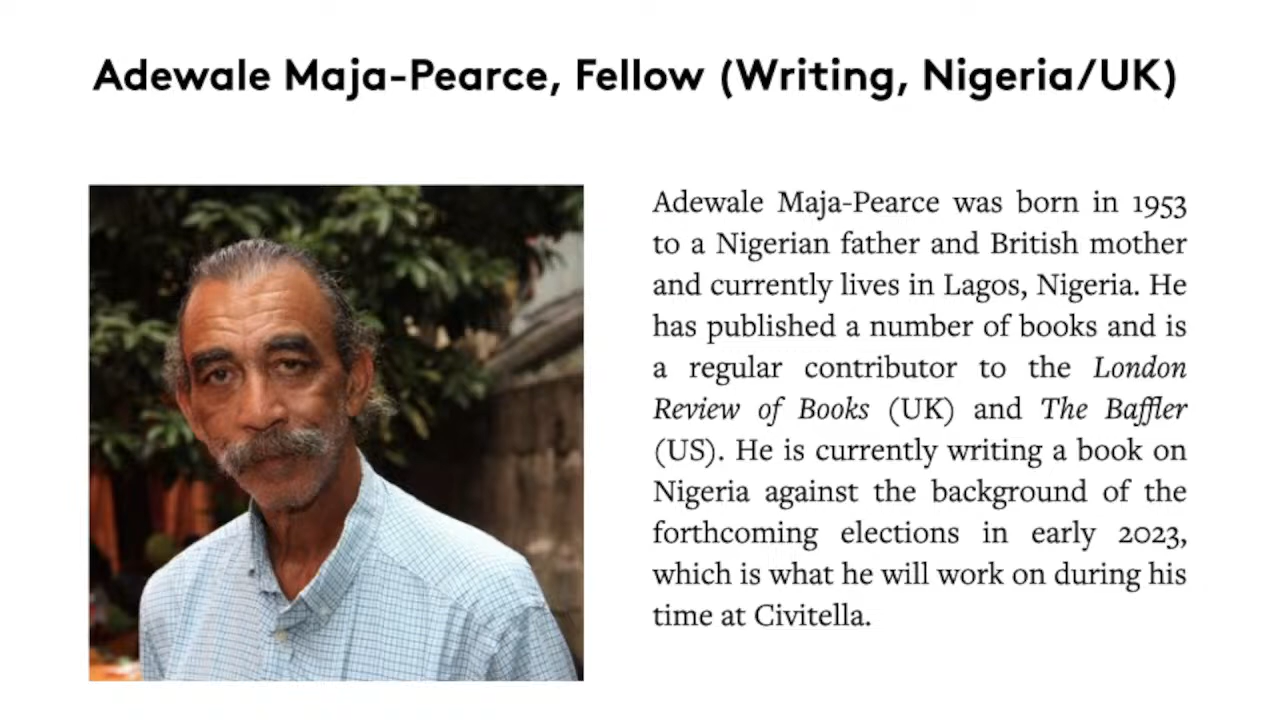 Adewale Maja-Pearce, Fellow (Writing, Nigeria/UK)
Adewale Maja-Pearce was born in 1953
to a Nigerian father and British mother
and currently lives in Lagos, Nigeria. He
has published a number of books and is
a regular contributor to the London
Review of Books (UK) and The Baffler
(US). He is currently writing a book on
Nigeria against the background of the
forthcoming elections in early 2023,
which is what he will work on during his
time at Civitella.